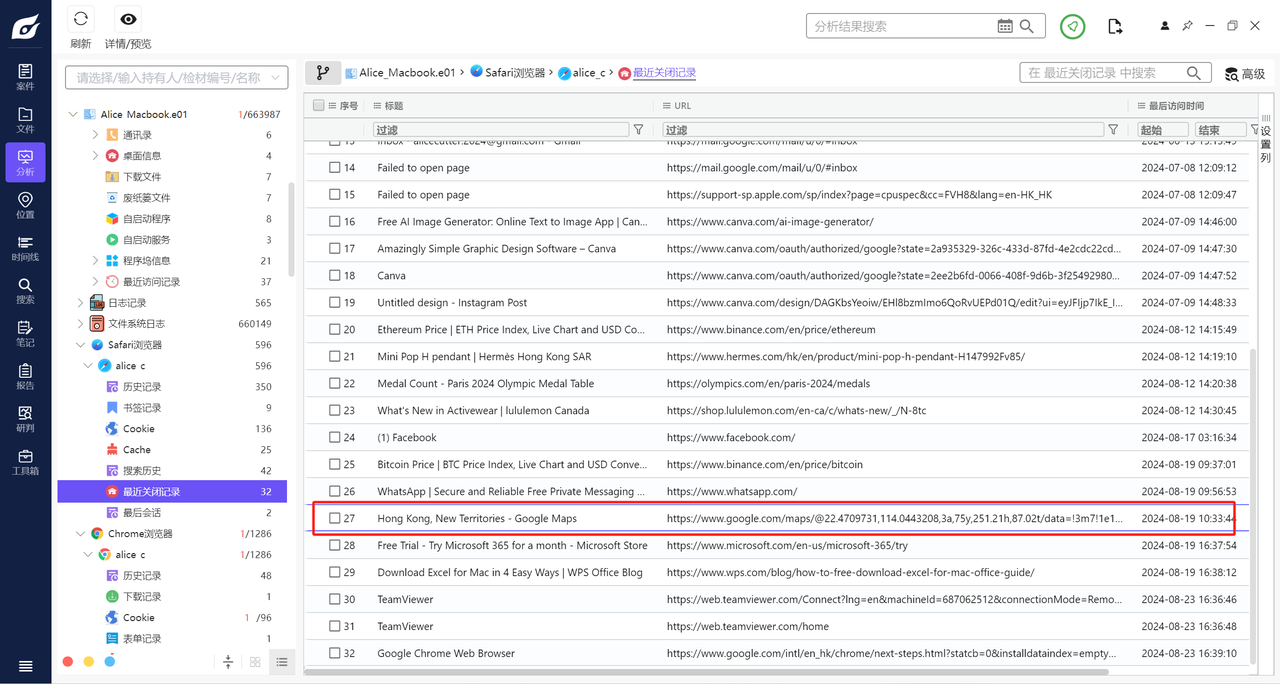 刷新
详情/预览
分析结果搜索
案件
文件
分析
位置
时间线
搜索
笔记
报告
研判
工具箱
请选择/输入持有人/检材编号/名称
Alice_Macbook.e01 1/663987
通讯录 6
桌面信息 4
下载文件 7
废纸篓文件 7
自启动程序 8
自启动服务 3
程序坞信息 21
最近访问记录 37
日志记录 565
文件系统日志 660149
Safari浏览器 596
alice_c 596
历史记录 350
书签记录 9
Cookie 136
Cache 25
搜索历史 42
最近关闭记录 32
最后会话 2
Chrome浏览器 1/1286
alice_c 1/1286
历史记录 48
下载记录 1
Cookie 1 /96
表单记录 1
Alice_Macbook.e01 › Safari浏览器 › alice_c › 最近关闭记录
在 最近关闭记录 中搜索
高级
序号 标题 URL 最后访问时间
过滤 过滤 起始 结束
设置列
14 Failed to open page https://mail.google.com/mail/u/0/#inbox 2024-07-08 12:09:12
15 Failed to open page https://support-sp.apple.com/sp/index?page=cpuspec&cc=FVH8&lang=en-HK_HK 2024-07-08 12:09:47
16 Free AI Image Generator: Online Text to Image App | Can... https://www.canva.com/ai-image-generator/ 2024-07-09 14:46:00
17 Amazingly Simple Graphic Design Software – Canva https://www.canva.com/oauth/authorized/google?state=2a935329-326c-433d-87fd-4e2cdc22cd... 2024-07-09 14:47:30
18 Canva https://www.canva.com/oauth/authorized/google?state=2ee2b6fd-0066-408f-9d6b-3f25492980... 2024-07-09 14:47:52
19 Untitled design - Instagram Post https://www.canva.com/design/DAGKbsYeoiw/EHl8bzmImo6QoRvUEPd01Q/edit?ui=eyJFIjp7IkE_I... 2024-07-09 14:48:33
20 Ethereum Price | ETH Price Index, Live Chart and USD Co... https://www.binance.com/en/price/ethereum 2024-08-12 14:15:49
21 Mini Pop H pendant | Hermès Hong Kong SAR https://www.hermes.com/hk/en/product/mini-pop-h-pendant-H147992Fv85/ 2024-08-12 14:19:10
22 Medal Count - Paris 2024 Olympic Medal Table https://olympics.com/en/paris-2024/medals 2024-08-12 14:20:38
23 What's New in Activewear | lululemon Canada https://shop.lululemon.com/en-ca/c/whats-new/_/N-8tc 2024-08-12 14:30:45
24 (1) Facebook https://www.facebook.com/ 2024-08-17 03:16:34
25 Bitcoin Price | BTC Price Index, Live Chart and USD Conve... https://www.binance.com/en/price/bitcoin 2024-08-19 09:37:01
26 WhatsApp | Secure and Reliable Free Private Messaging ... https://www.whatsapp.com/ 2024-08-19 09:56:53
27 Hong Kong, New Territories - Google Maps https://www.google.com/maps/@22.4709731,114.0443208,3a,75y,251.21h,87.02t/data=!3m7!1e1... 2024-08-19 10:33:44
28 Free Trial - Try Microsoft 365 for a month - Microsoft Store https://www.microsoft.com/en-us/microsoft-365/try 2024-08-19 16:37:54
29 Download Excel for Mac in 4 Easy Ways | WPS Office Blog https://www.wps.com/blog/how-to-free-download-excel-for-mac-office-guide/ 2024-08-19 16:38:12
30 TeamViewer https://web.teamviewer.com/Connect?lng=en&machineId=687062512&connectionMode=Remo... 2024-08-23 16:36:46
31 TeamViewer https://web.teamviewer.com/home 2024-08-23 16:36:48
32 Google Chrome Web Browser https://www.google.com/intl/en_hk/chrome/next-steps.html?statcb=0&installdataindex=empty... 2024-08-23 16:39:10